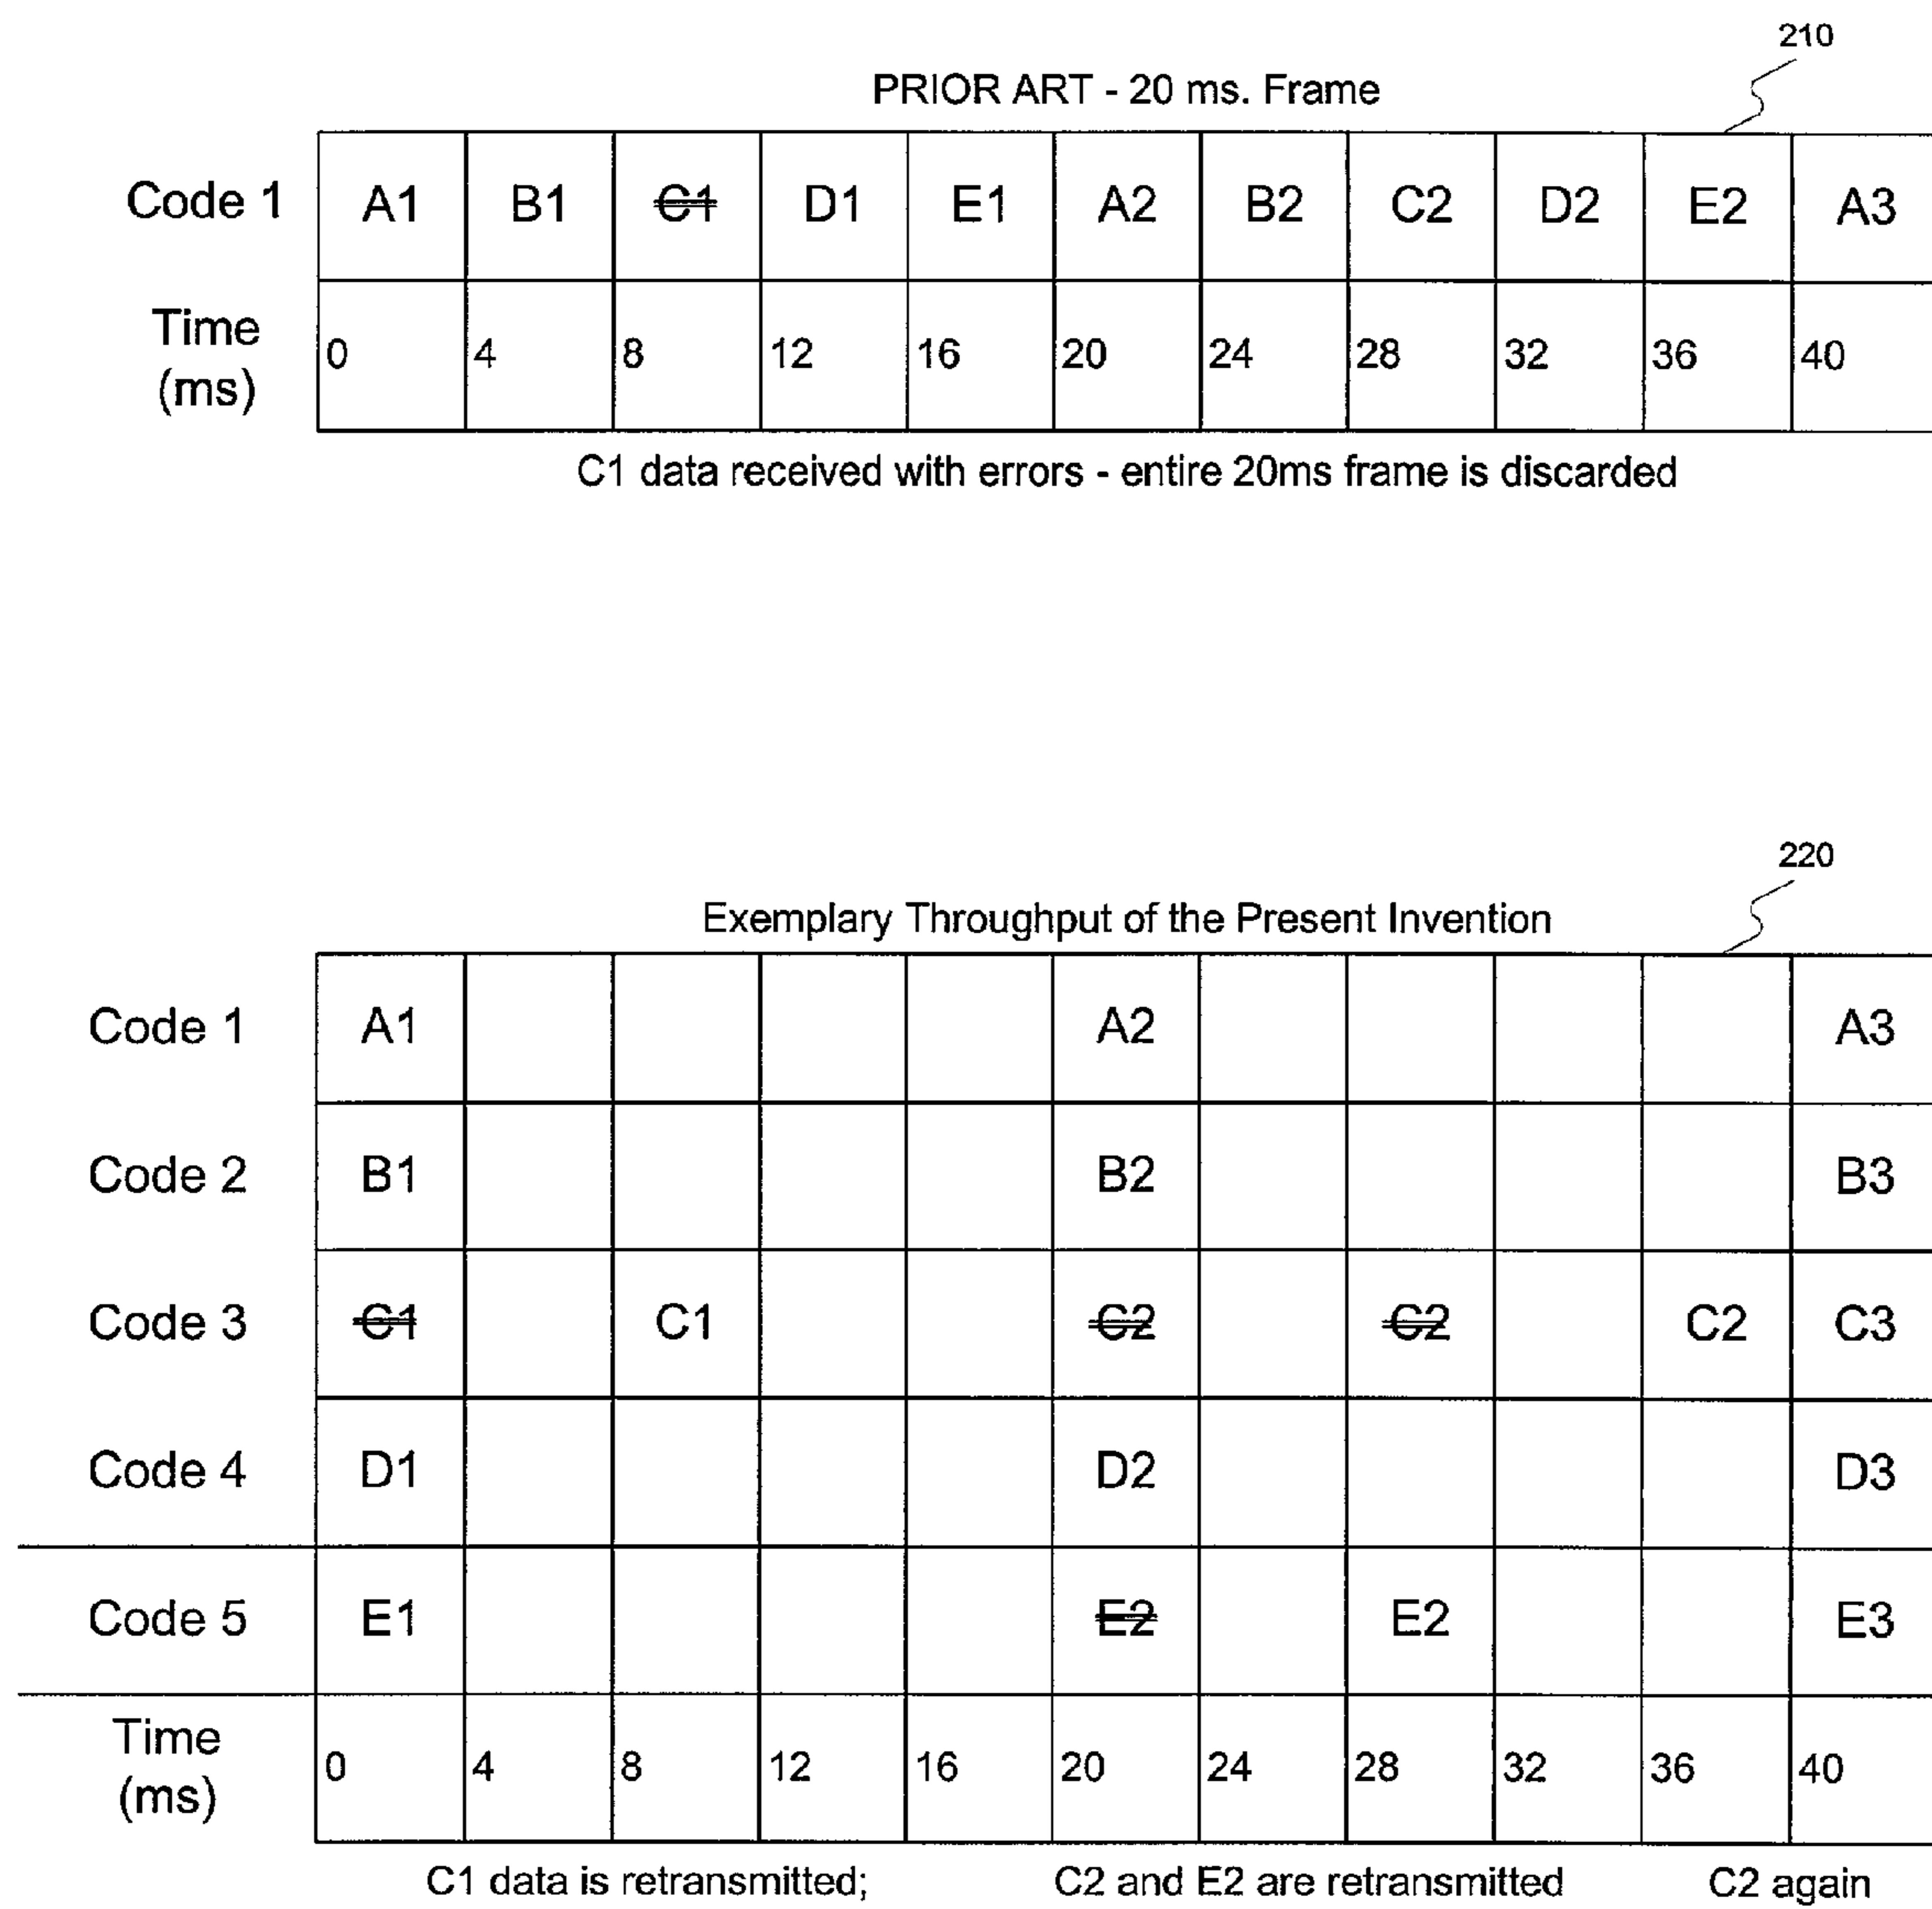 210
PRIOR ART - 20 ms. Frame
Code 1 A1 B1 C1 D1 E1 A2 B2 C2 D2 E2 A3
Time (ms) 0 4 8 12 16 20 24 28 32 36 40
C1 data received with errors - entire 20ms frame is discarded
220
Exemplary Throughput of the Present Invention
Code 1 A1 A2 A3
Code 2 B1 B2 B3
Code 3 C1 C1 C2 C2 C2 C3
Code 4 D1 D2 D3
Code 5 E1 E2 E2 E3
Time (ms) 0 4 8 12 16 20 24 28 32 36 40
C1 data is retransmitted; C2 and E2 are retransmitted C2 again